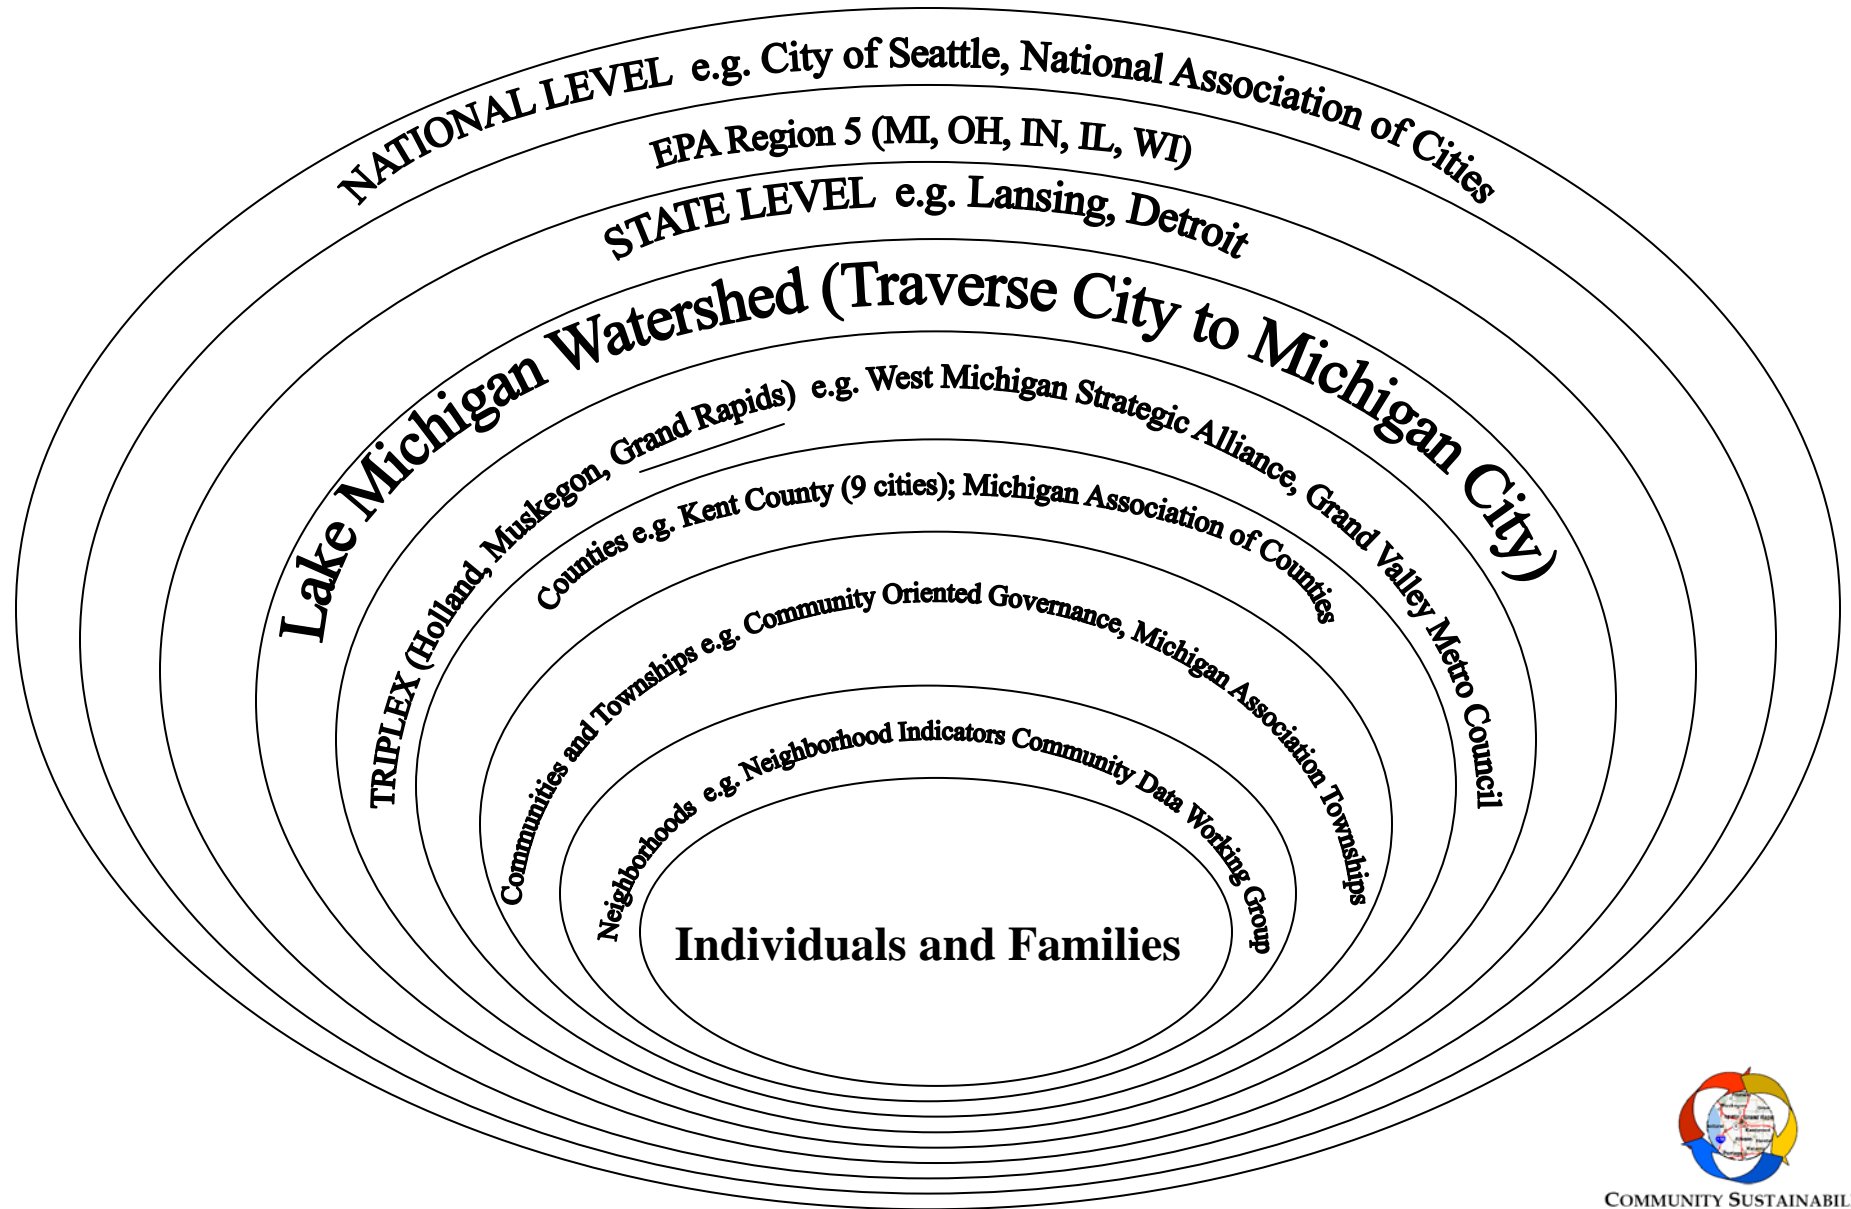 NATIONAL LEVEL e.g. City of Seattle, National Association of Cities
EPA Region 5 (MI, OH, IN, IL, WI)
STATE LEVEL e.g. Lansing, Detroit
Lake Michigan Watershed (Traverse City to Michigan City)
TRIPLEX (Holland, Muskegon, Grand Rapids) e.g. West Michigan Strategic Alliance, Grand Valley Metro Council
Counties e.g. Kent County (9 cities); Michigan Association of Counties
Communities and Townships e.g. Community Oriented Governance, Michigan Association Townships
Neighborhoods e.g. Neighborhood Indicators Community Data Working Group
Individuals and Families
COMMUNITY SUSTAINABIL